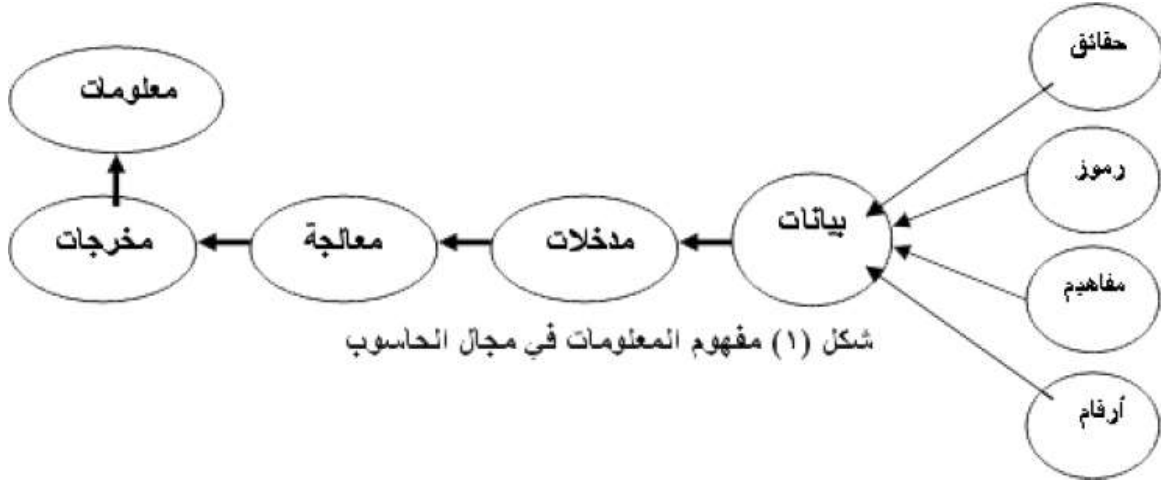 حقائق
رموز
مفاهيم
أرقام
بيانات
مدخلات
معالجة
مخرجات
معلومات
شكل (١) مفهوم المعلومات في مجال الحاسوب